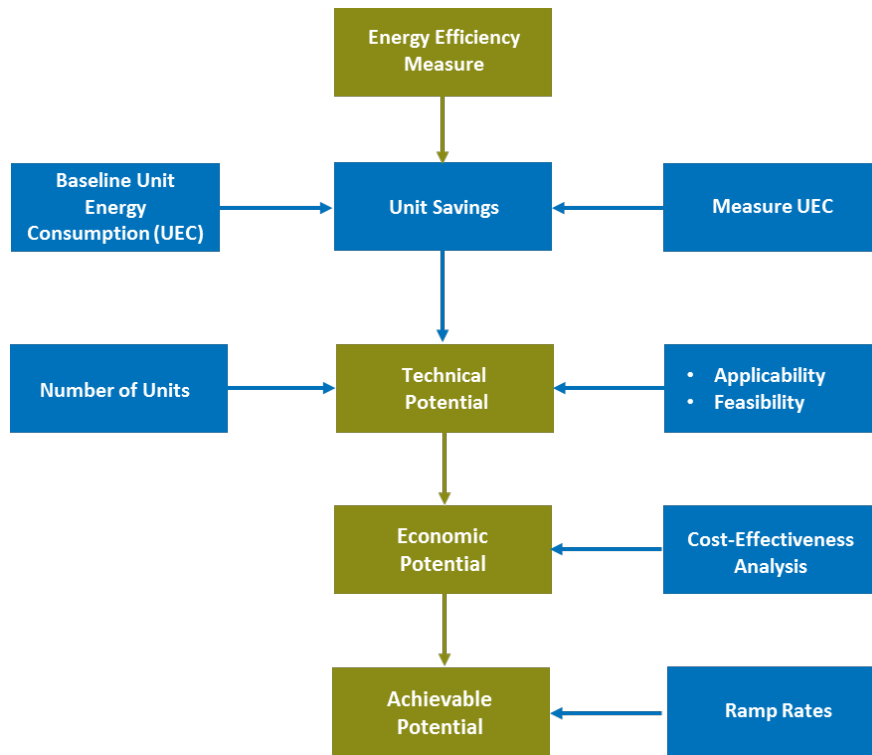 Energy Efficiency
Measure
Baseline Unit
Energy
Consumption (UEC)
Unit Savings
Measure UEC
Number of Units
Technical
Potential
• Applicability
• Feasibility
Economic
Potential
Cost-Effectiveness
Analysis
Achievable
Potential
Ramp Rates